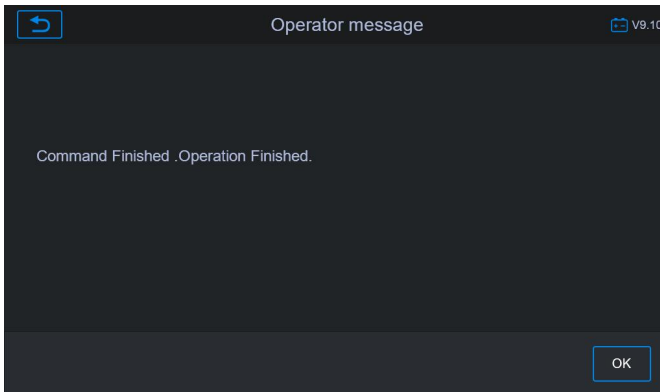 Operator message
V9.10
Command Finished .Operation Finished.
OK